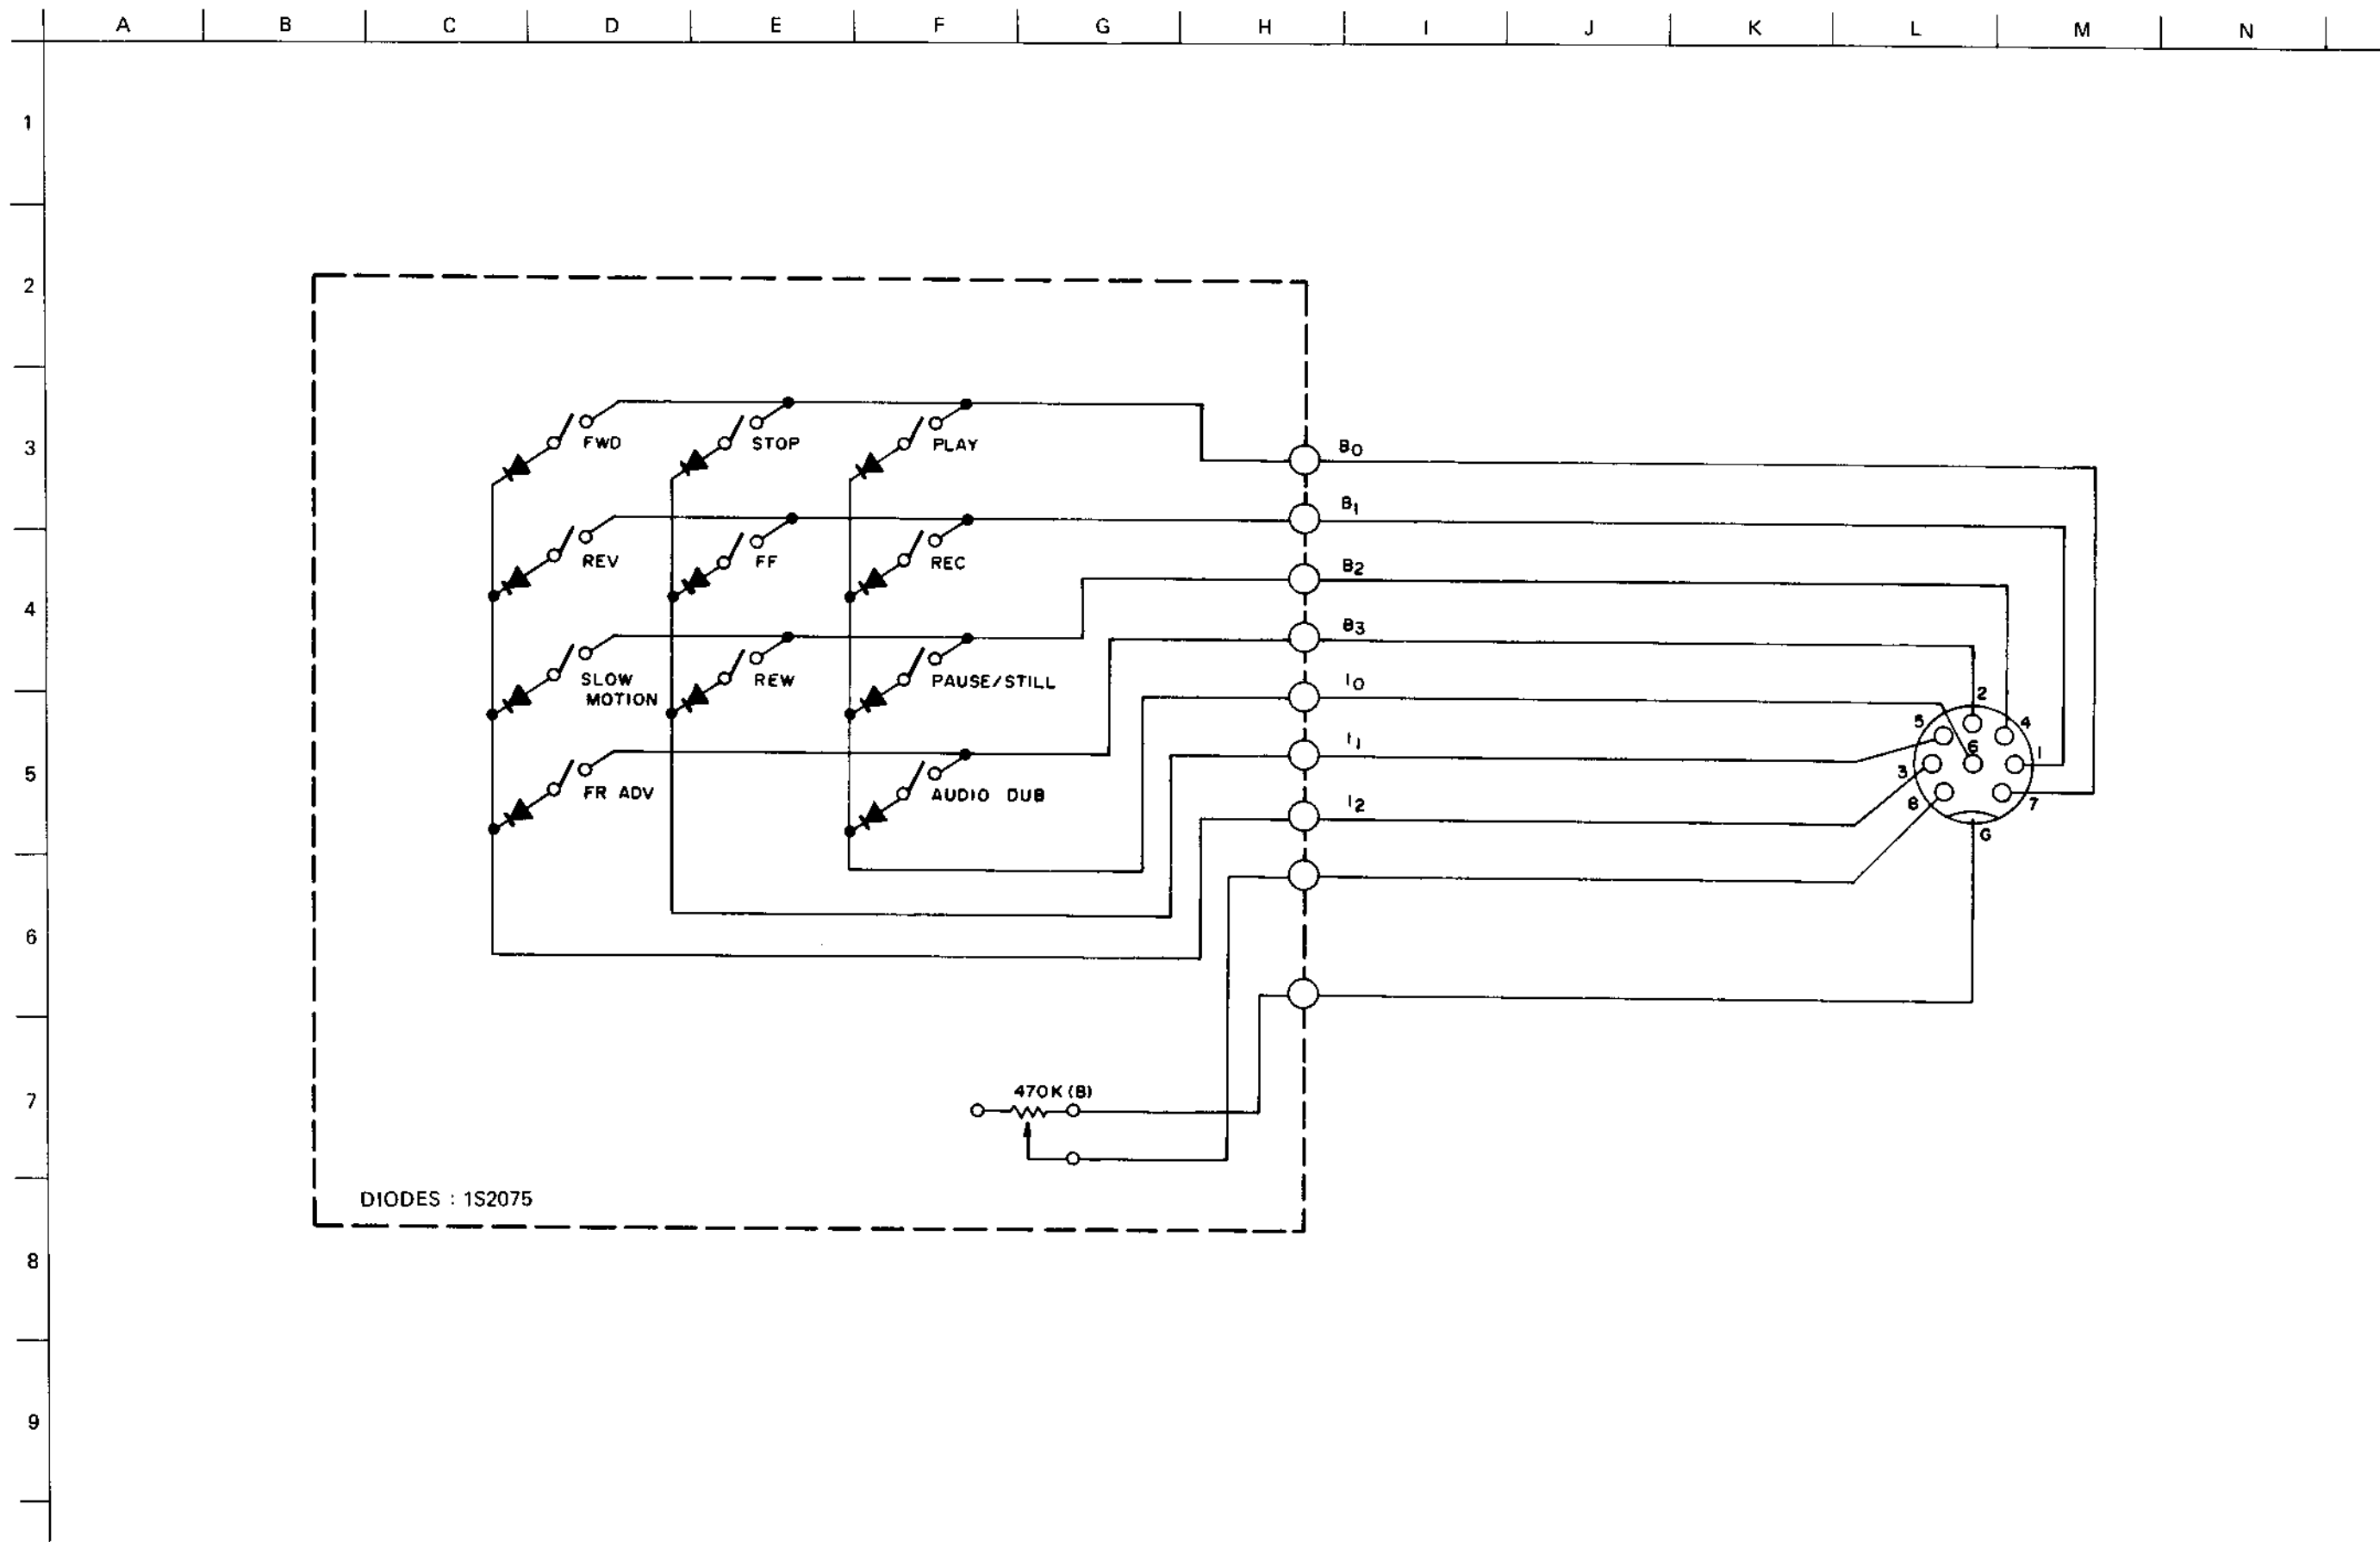 A B C D E F G H I J K L M N
1
2
3
4
5
6
7
8
9
FWD STOP PLAY
REV FF REC
SLOW MOTION REW PAUSE/STILL
FR ADV AUDIO DUB
B0
B1
B2
B3
I0
I1
I2
2
5 4
6
3 1
8 7
G
470K (B)
DIODES : 1S2075